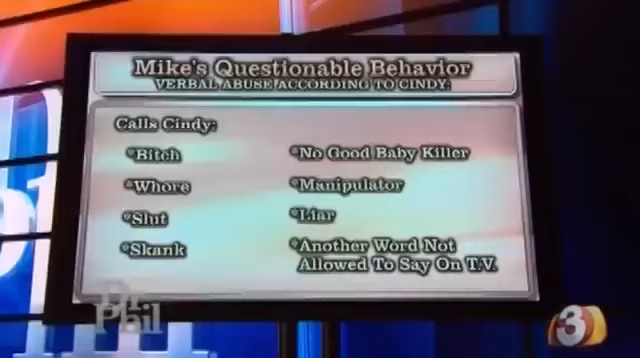 Mike's Questionable Behavior
VERBAL ABUSE ACCORDING TO CINDY:
Calls Cindy:
*Bitch
*Whore
*Slut
*Skank
*No Good Baby Killer
*Manipulator
*Liar
*Another Word Not
Allowed To Say On T.V.
Dr
Phil
3